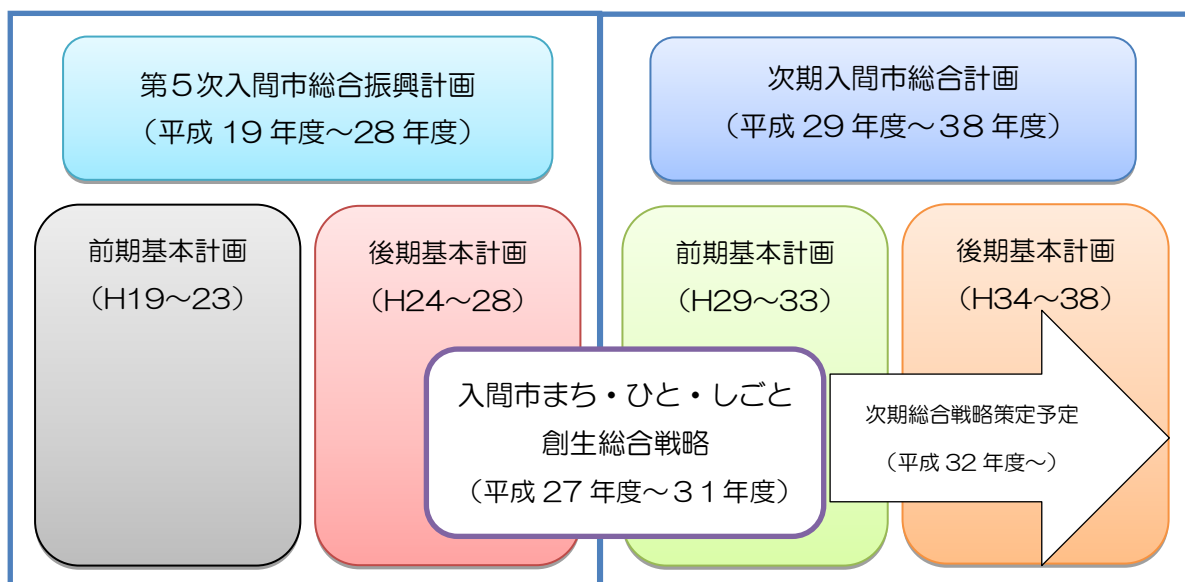 第５次入間市総合振興計画
（平成 19 年度～28 年度）
次期入間市総合計画
（平成 29 年度～３８年度）
前期基本計画
（H19～23）
後期基本計画
（H24～28）
前期基本計画
（H29～33）
後期基本計画
（H34～38）
入間市まち・ひと・しごと
創生総合戦略
（平成 27 年度～３１年度）
次期総合戦略策定予定
（平成 32 年度～）